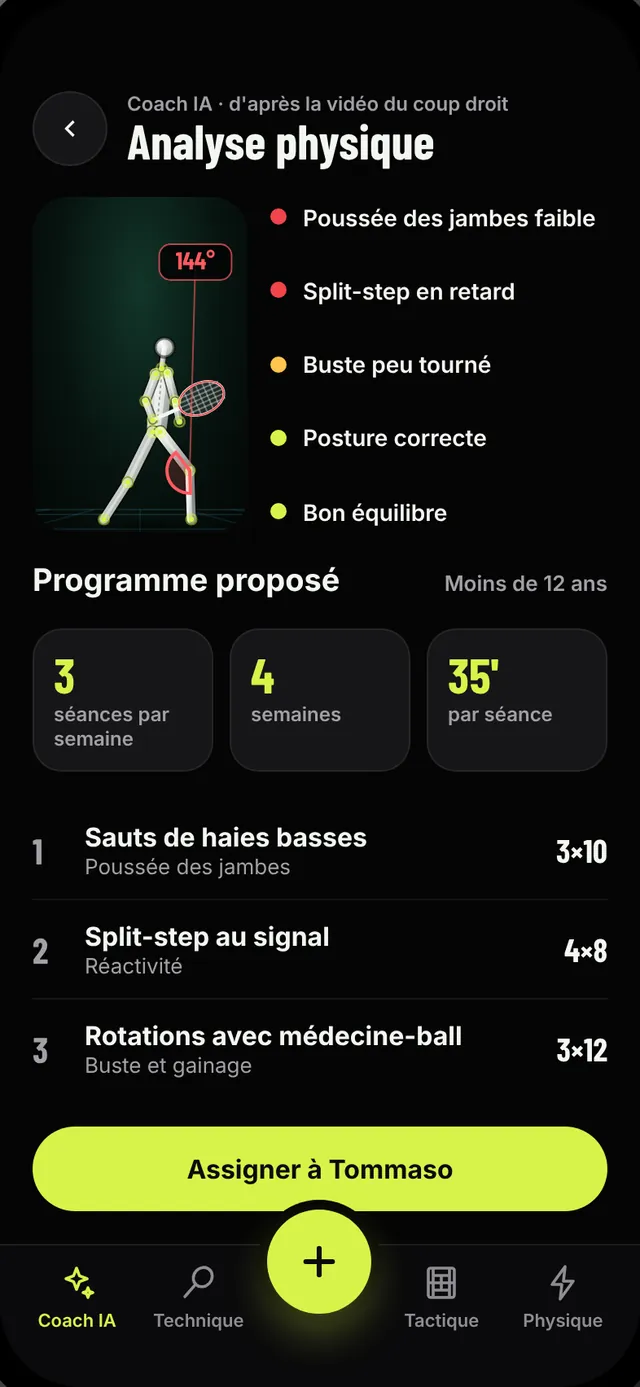 Coach IA · d'après la vidéo du coup droit
Analyse physique
144°
Poussée des jambes faible
Split-step en retard
Buste peu tourné
Posture correcte
Bon équilibre
Programme proposé
Moins de 12 ans
3
séances par
semaine
4
semaines
35'
par séance
1
Sauts de haies basses
Poussée des jambes
3×10
2
Split-step au signal
Réactivité
4×8
3
Rotations avec médecine-ball
Buste et gainage
3×12
Assigner à Tommaso
Coach IA
Technique
Tactique
Physique